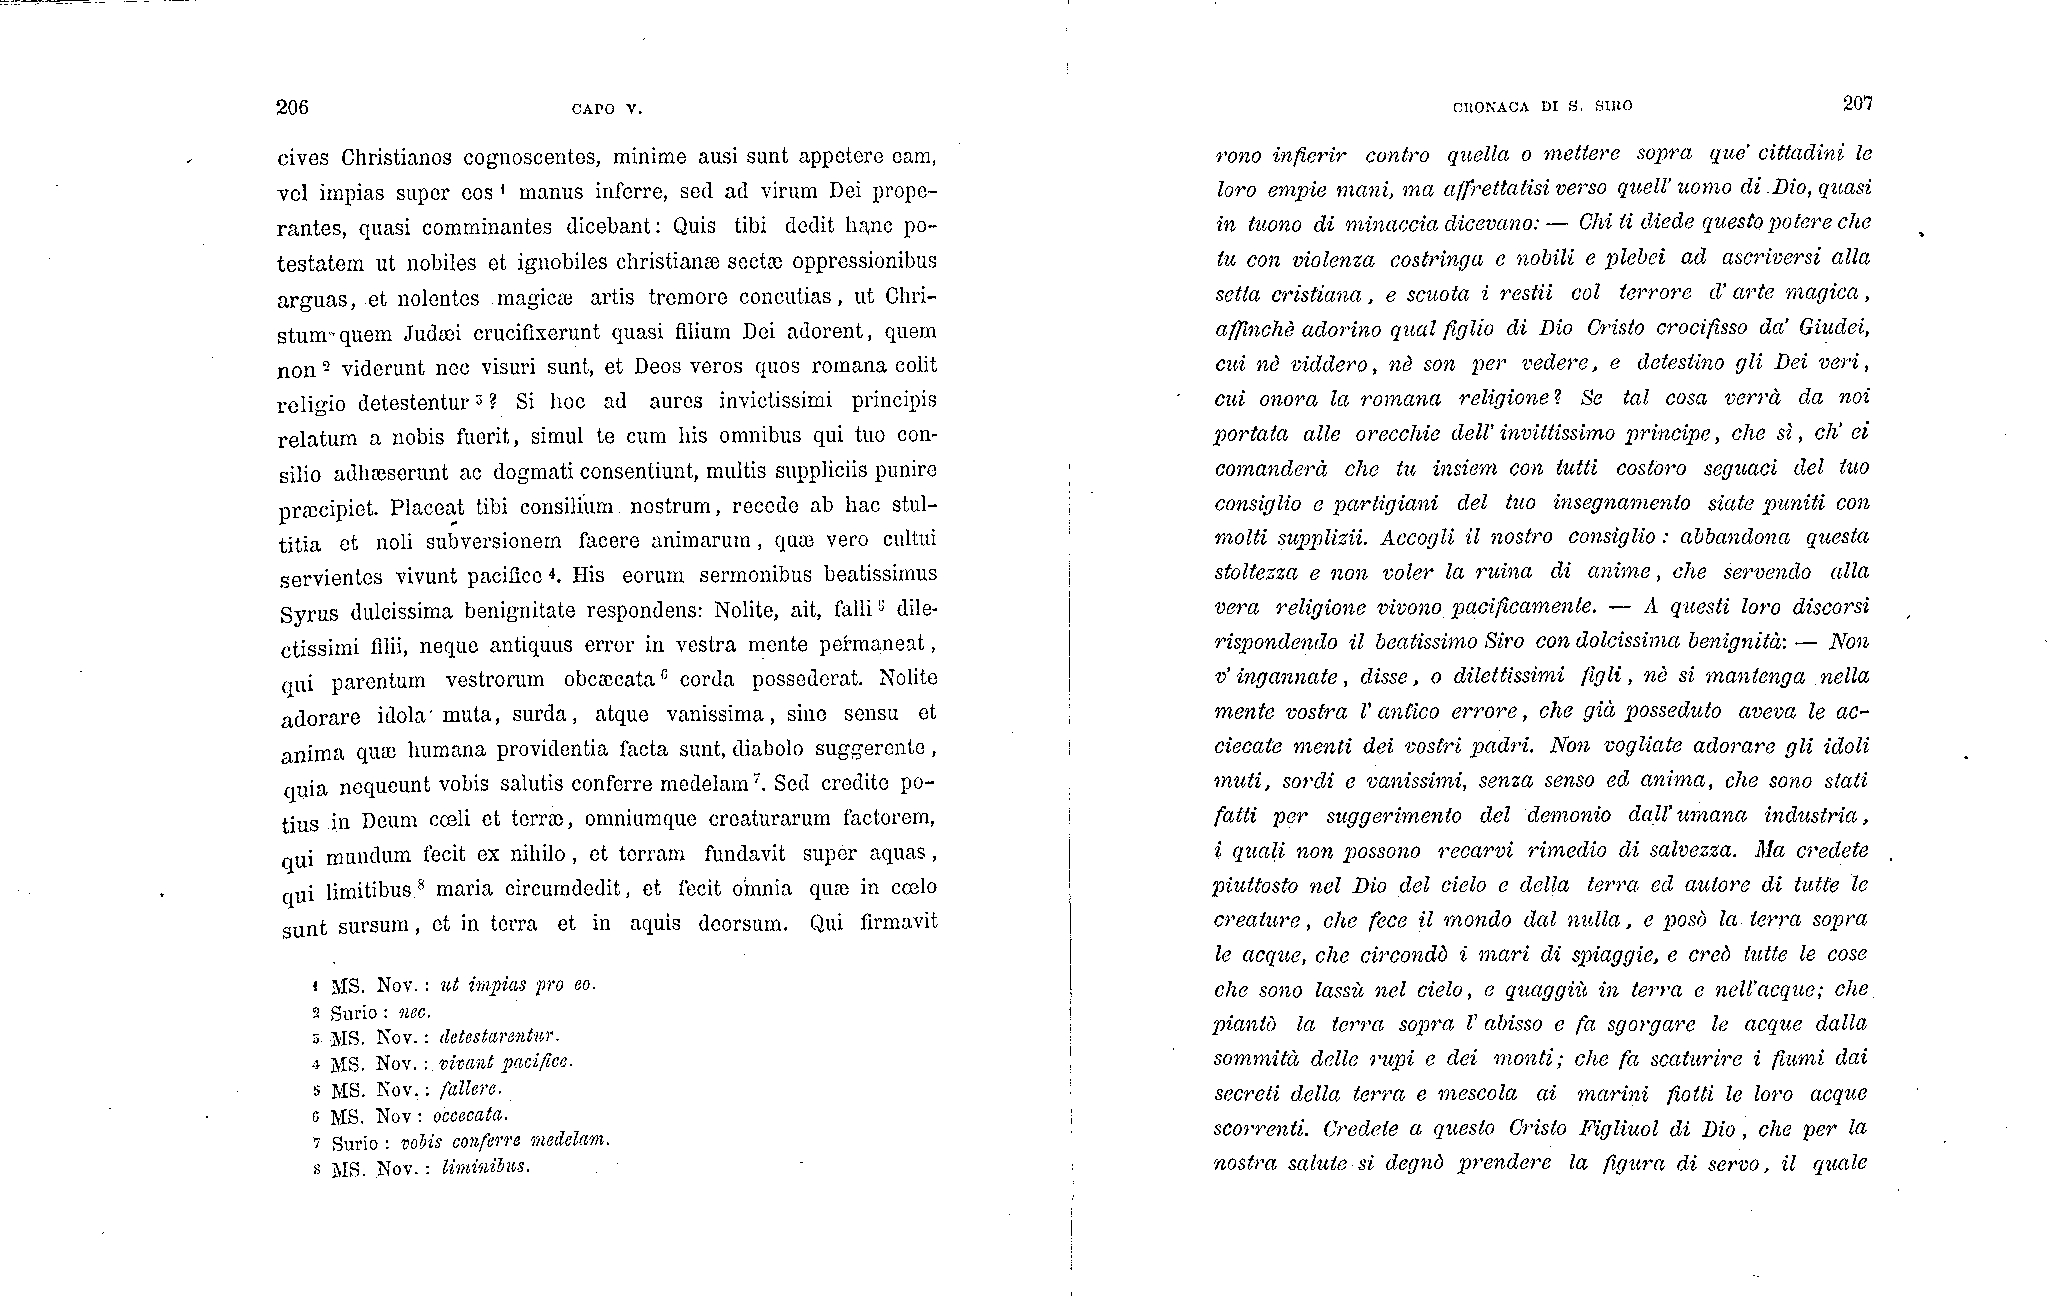 206
CAPO V.
cives Christianos cognoscentes, minime ausi sunt appetere eam,
vel impias super eos ¹ manus inferre, sed ad virum Dei prope-
rantes, quasi comminantes dicebant: Quis tibi dedit hanc po-
testatem ut nobiles et ignobiles christianæ sectæ oppressionibus
arguas, et nolentes magicæ artis tremore concutias, ut Chri-
stum quem Judæi crucifixerunt quasi filium Dei adorent, quem
non ² viderunt nec visuri sunt, et Deos veros quos romana colit
religio detestentur ³? Si hoc ad aures invictissimi principis
relatum a nobis fuerit, simul te cum his omnibus qui tuo con-
silio adhæserunt ac dogmati consentiunt, multis suppliciis punire
præcipiet. Placeat tibi consilium nostrum, recede ab hac stul-
titia et noli subversionem facere animarum, quæ vero cultui
servientes vivunt pacifice ⁴. His eorum sermonibus beatissimus
Syrus dulcissima benignitate respondens: Nolite, ait, falli ⁵ dile-
ctissimi filii, neque antiquus error in vestra mente permaneat,
qui parentum vestrorum obcæcata ⁶ corda possederat. Nolite
adorare idola muta, surda, atque vanissima, sine sensu et
anima quæ humana providentia facta sunt, diabolo suggerente,
quia nequeunt vobis salutis conferre medelam ⁷. Sed credite po-
tius in Deum cœli et terræ, omniumque creaturarum factorem,
qui mundum fecit ex nihilo, et terram fundavit super aquas,
qui limitibus ⁸ maria circumdedit, et fecit omnia quæ in cœlo
sunt sursum, et in terra et in aquis deorsum. Qui firmavit
1 MS. Nov.: ut impias pro eo.
2 Surio: nec.
3 MS. Nov.: detestarentur.
4 MS. Nov.: vivant pacifice.
5 MS. Nov.: fallere.
6 MS. Nov: occecata.
7 Surio: vobis conferre medelam.
8 MS. Nov.: liminibus.
CRONACA DI S. SIRO
207
rono infierir contro quella o mettere sopra que' cittadini le
loro empie mani, ma affrettatisi verso quell' uomo di Dio, quasi
in tuono di minaccia dicevano: — Chi ti diede questo potere che
tu con violenza costringa e nobili e plebei ad ascriversi alla
setta cristiana, e scuota i restii col terrore d' arte magica,
affinchè adorino qual figlio di Dio Cristo crocifisso da' Giudei,
cui nè viddero, nè son per vedere, e detestino gli Dei veri,
cui onora la romana religione? Se tal cosa verrà da noi
portata alle orecchie dell' invittissimo principe, che sì, ch' ei
comanderà che tu insiem con tutti costoro seguaci del tuo
consiglio e partigiani del tuo insegnamento siate puniti con
molti supplizii. Accogli il nostro consiglio: abbandona questa
stoltezza e non voler la ruina di anime, che servendo alla
vera religione vivono pacificamente. — A questi loro discorsi
rispondendo il beatissimo Siro con dolcissima benignità: — Non
v' ingannate, disse, o dilettissimi figli, nè si mantenga nella
mente vostra l' antico errore, che già posseduto aveva le ac-
ciecate menti dei vostri padri. Non vogliate adorare gli idoli
muti, sordi e vanissimi, senza senso ed anima, che sono stati
fatti per suggerimento del demonio dall' umana industria,
i quali non possono recarvi rimedio di salvezza. Ma credete
piuttosto nel Dio del cielo e della terra ed autore di tutte le
creature, che fece il mondo dal nulla, e posò la terra sopra
le acque, che circondò i mari di spiaggie, e creò tutte le cose
che sono lassù nel cielo, e quaggiù in terra e nell'acque; che
piantò la terra sopra l' abisso e fa sgorgare le acque dalla
sommità delle rupi e dei monti; che fa scaturire i fiumi dai
secreti della terra e mescola ai marini fiotti le loro acque
scorrenti. Credete a questo Cristo Figliuol di Dio, che per la
nostra salute si degnò prendere la figura di servo, il quale